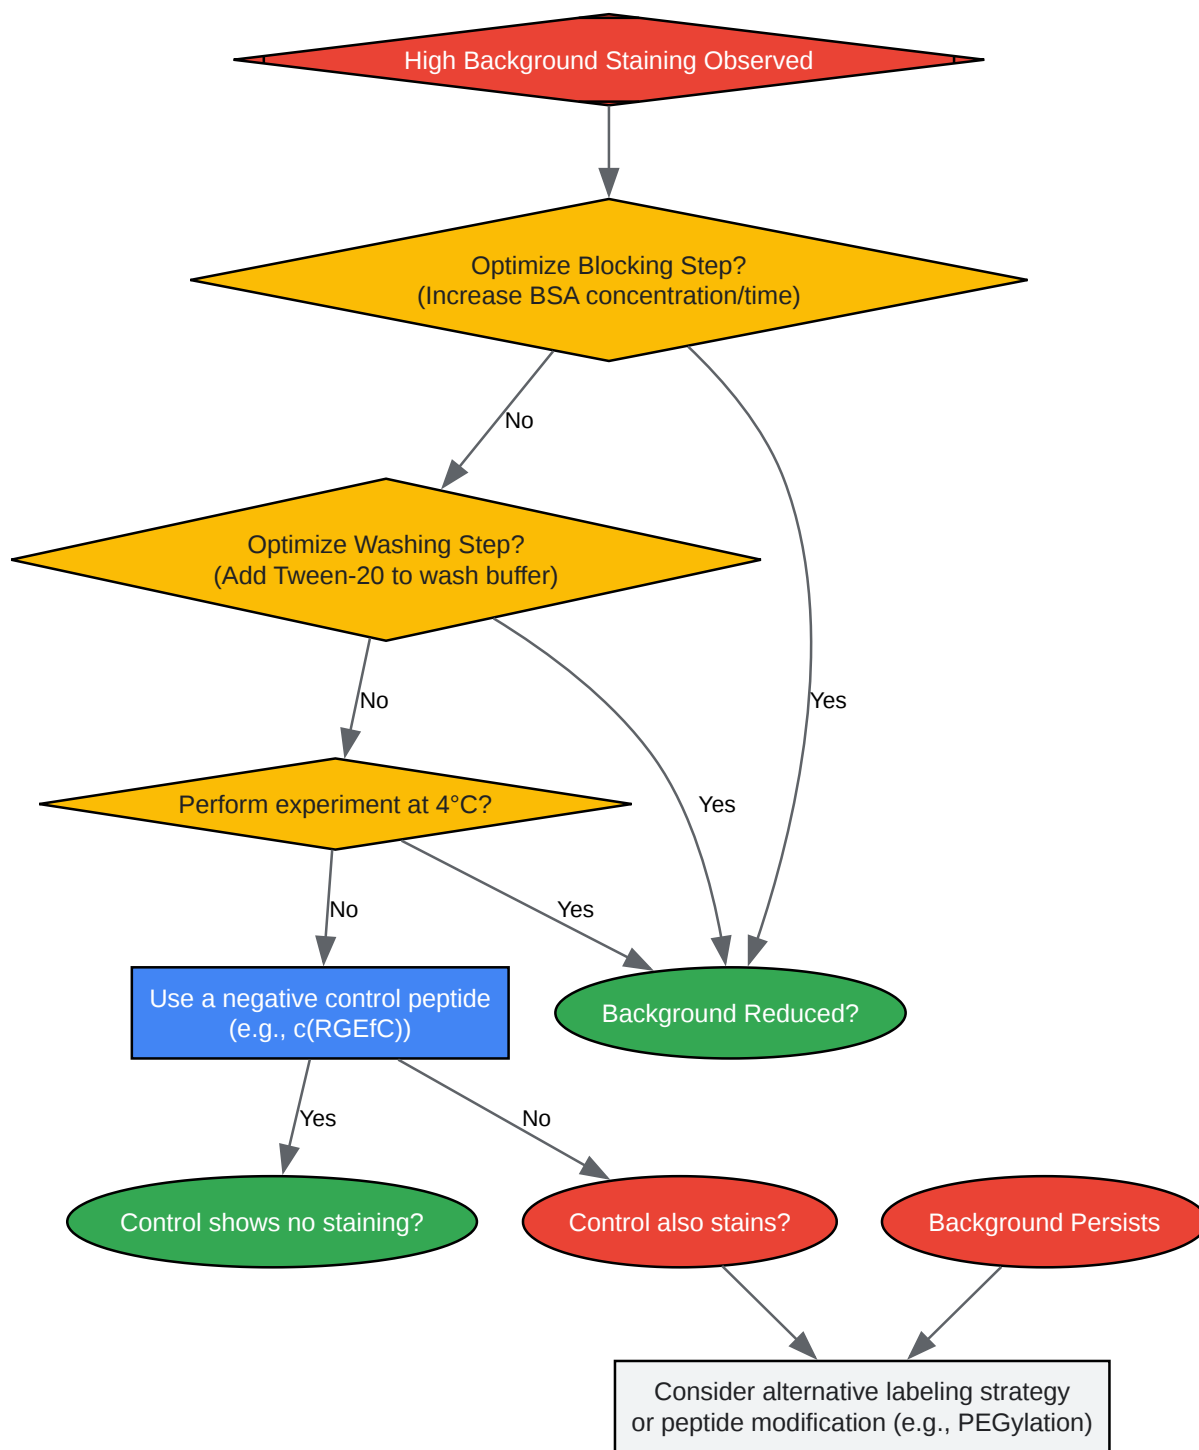 High Background Staining Observed
Optimize Blocking Step?
(Increase BSA concentration/time)
No
Optimize Washing Step?
(Add Tween-20 to wash buffer)
No
Yes
Perform experiment at 4°C?
Yes
No
Yes
Use a negative control peptide
(e.g., c(RGEfC))
Background Reduced?
Yes
No
Control shows no staining?
Control also stains?
Background Persists
Consider alternative labeling strategy
or peptide modification (e.g., PEGylation)